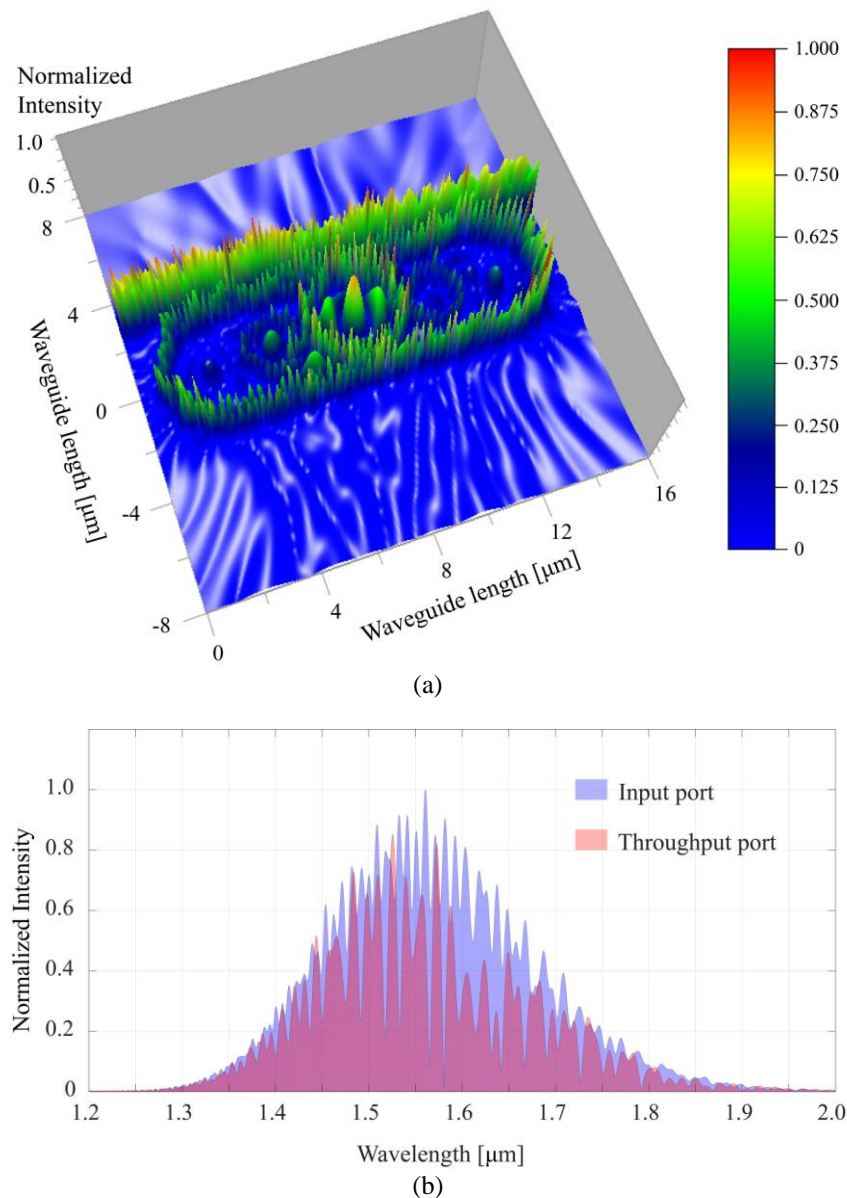 Normalized
Intensity
1.0
0.5
8
4
0
-4
-8
Waveguide length [µm]
0
4
8
12
16
Waveguide length [µm]
1.000
0.875
0.750
0.625
0.500
0.375
0.250
0.125
0
(a)
Normalized Intensity
1.0
0.8
0.6
0.4
0.2
0
Input port
Throughput port
1.2 1.3 1.4 1.5 1.6 1.7 1.8 1.9 2.0
Wavelength [µm]
(b)